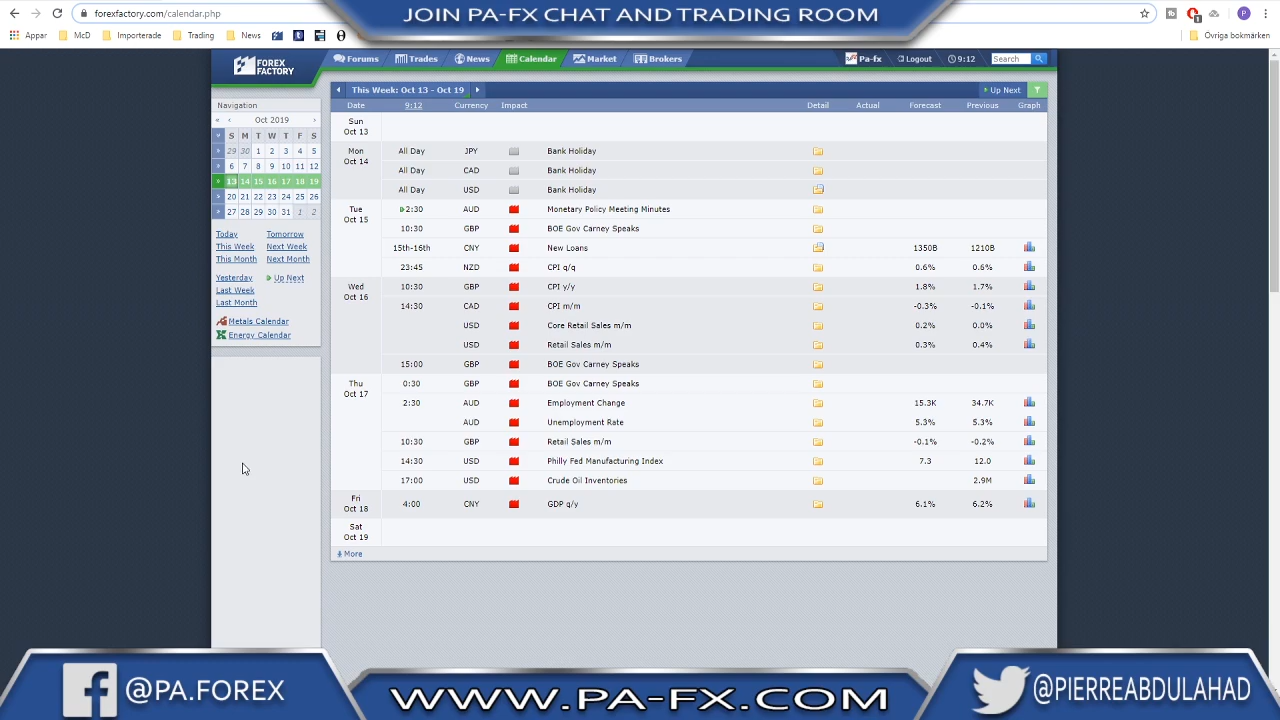 forexfactory.com/calendar.php
JOIN PA-FX CHAT AND TRADING ROOM
P
Appar McD Importerade Trading News Övriga bokmärken
FOREX FACTORY
Forums Trades News Calendar Market Brokers Pa-fx Logout 9:12 Search
Navigation
« ‹ Oct 2019 ›
S M T W T F S
29 30 1 2 3 4 5
6 7 8 9 10 11 12
13 14 15 16 17 18 19
20 21 22 23 24 25 26
27 28 29 30 31 1 2
Today Tomorrow
This Week Next Week
This Month Next Month
Yesterday Up Next
Last Week
Last Month
Metals Calendar
Energy Calendar
This Week: Oct 13 - Oct 19 Up Next
Date 9:12 Currency Impact Detail Actual Forecast Previous Graph
Sun Oct 13
Mon Oct 14 All Day JPY Bank Holiday
All Day CAD Bank Holiday
All Day USD Bank Holiday
Tue Oct 15 2:30 AUD Monetary Policy Meeting Minutes
10:30 GBP BOE Gov Carney Speaks
15th-16th CNY New Loans 1350B 1210B
23:45 NZD CPI q/q 0.6% 0.6%
Wed Oct 16 10:30 GBP CPI y/y 1.8% 1.7%
14:30 CAD CPI m/m -0.3% -0.1%
USD Core Retail Sales m/m 0.2% 0.0%
USD Retail Sales m/m 0.3% 0.4%
15:00 GBP BOE Gov Carney Speaks
Thu Oct 17 0:30 GBP BOE Gov Carney Speaks
2:30 AUD Employment Change 15.3K 34.7K
AUD Unemployment Rate 5.3% 5.3%
10:30 GBP Retail Sales m/m -0.1% -0.2%
14:30 USD Philly Fed Manufacturing Index 7.3 12.0
17:00 USD Crude Oil Inventories 2.9M
Fri Oct 18 4:00 CNY GDP q/y 6.1% 6.2%
Sat Oct 19
More
@PA.FOREX
WWW.PA-FX.COM
@PIERREABDULAHAD